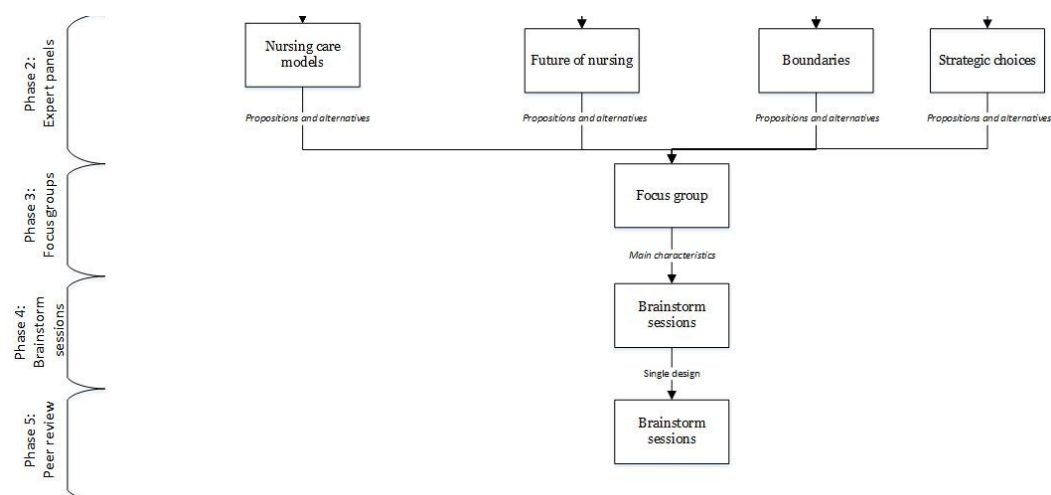 Phase 2:
Expert panels
Nursing care
models
Future of nursing
Boundaries
Strategic choices
Propositions and alternatives
Propositions and alternatives
Propositions and alternatives
Propositions and alternatives
Phase 3:
Focus groups
Focus group
Main characteristics
Phase 4:
Brainstorm
sessions
Brainstorm
sessions
Single design
Phase 5:
Peer review
Brainstorm
sessions